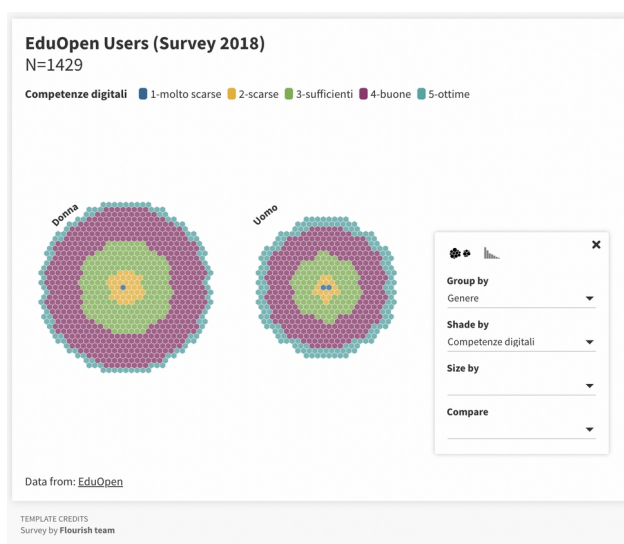 EduOpen Users (Survey 2018)
N=1429
Competenze digitali 1-molto scarse 2-scarse 3-sufficienti 4-buone 5-ottime
Donna
Uomo
Group by
Genere
Shade by
Competenze digitali
Size by
Compare
Data from: EduOpen
TEMPLATE CREDITS
Survey by Flourish team